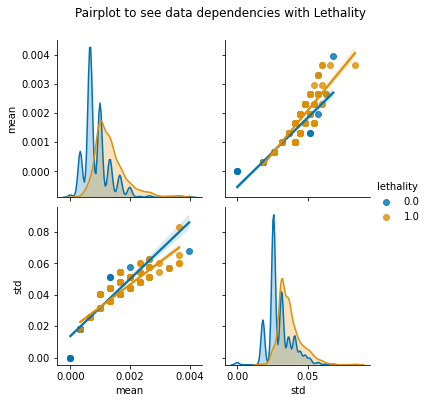 Pairplot to see data dependencies with Lethality
0.004
0.003
0.002
0.001
0.000
mean
lethality
0.0
1.0
0.08
0.06
0.04
0.02
0.00
std
0.000 0.002 0.004
mean
0.00 0.05
std